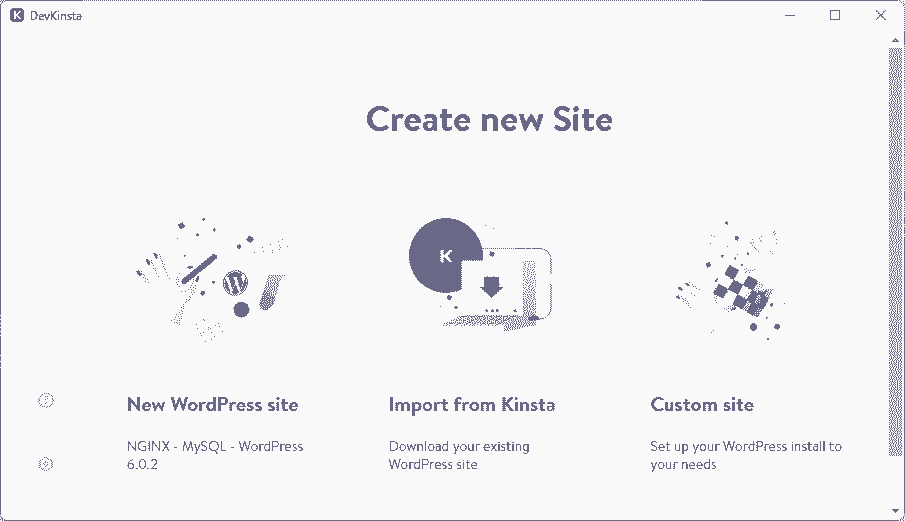 DevKinsta
Create new Site
K
New WordPress site
NGINX - MySQL - WordPress
6.0.2
Import from Kinsta
Download your existing
WordPress site
Custom site
Set up your WordPress install to
your needs